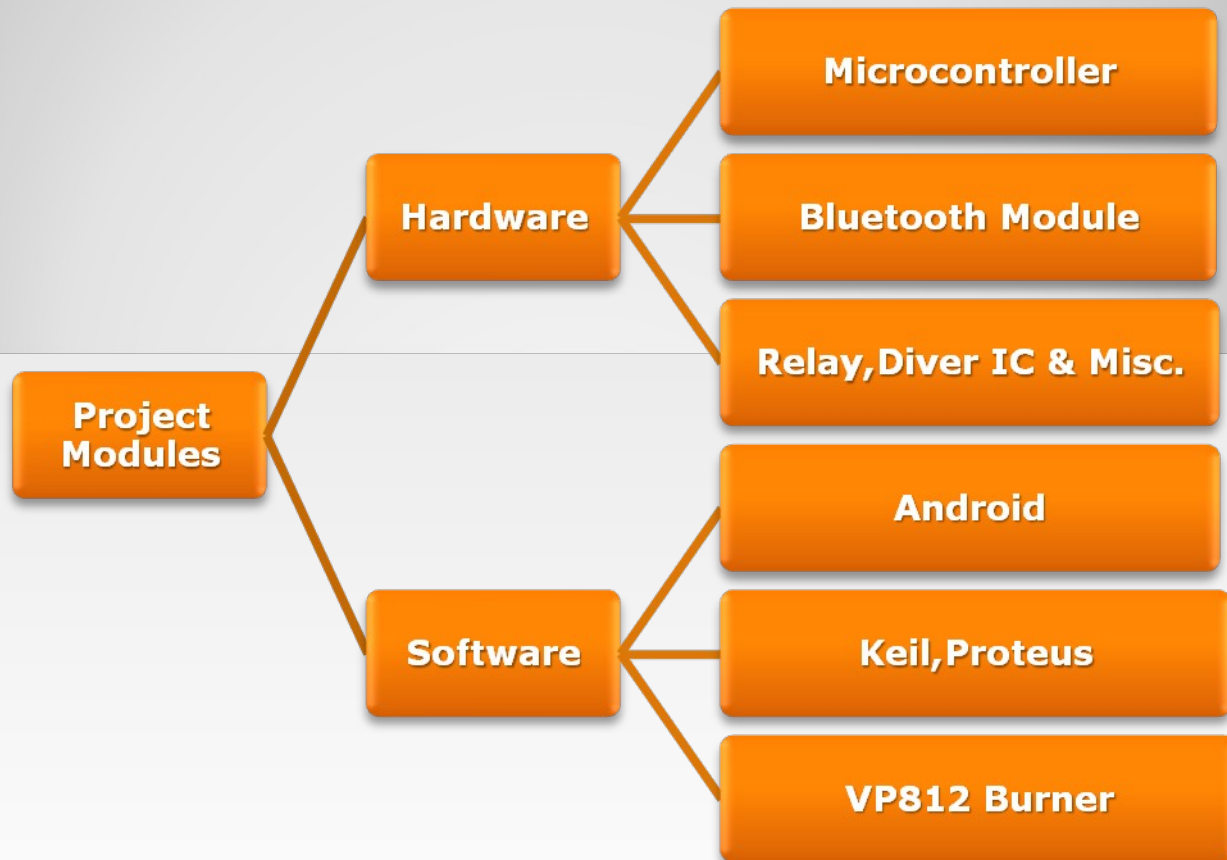 Project
Modules
Hardware
Microcontroller
Bluetooth Module
Relay,Diver IC & Misc.
Software
Android
Keil,Proteus
VP812 Burner